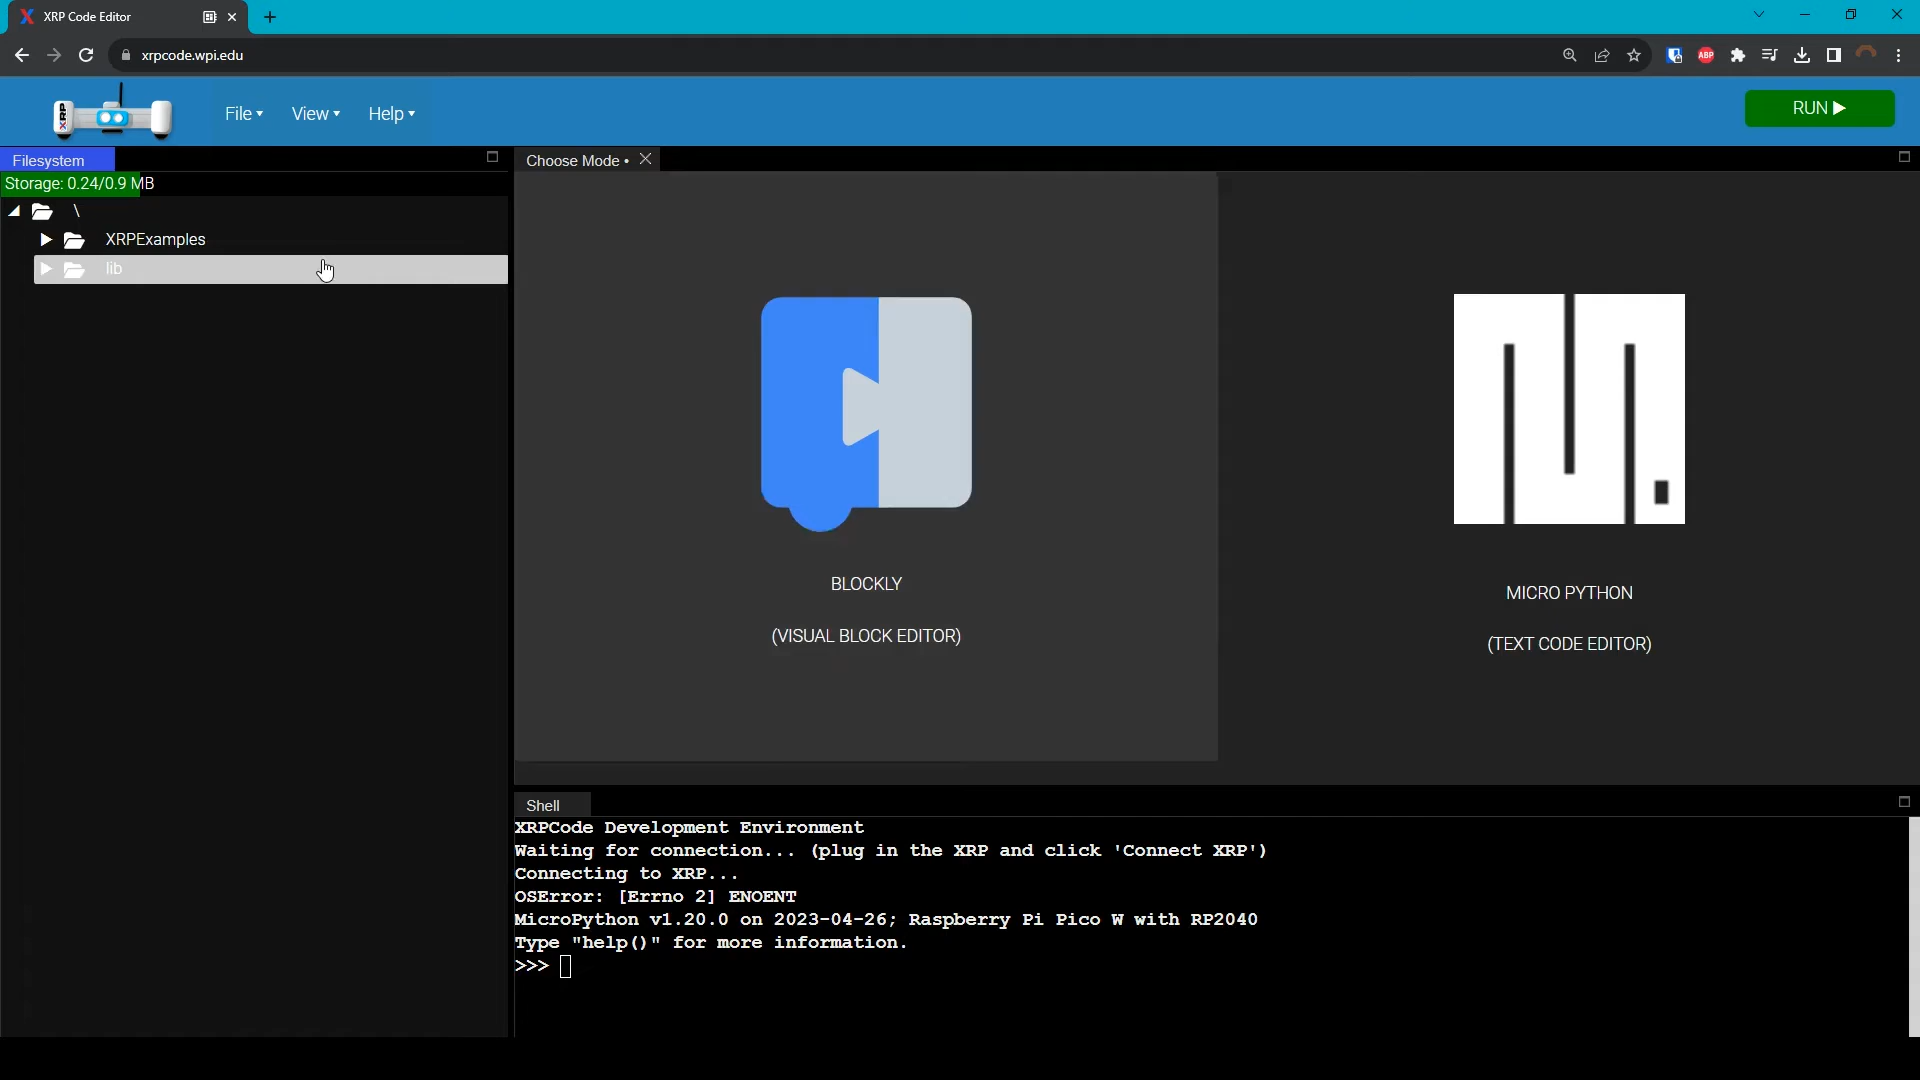 XRP Code Editor
xrpcode.wpi.edu
ABP
XRP
File
View
Help
RUN
Filesystem
Choose Mode •
Storage: 0.24/0.9 MB
\
XRPExamples
lib
BLOCKLY
(VISUAL BLOCK EDITOR)
MICRO PYTHON
(TEXT CODE EDITOR)
Shell
XRPCode Development Environment
Waiting for connection... (plug in the XRP and click 'Connect XRP')
Connecting to XRP...
OSError: [Errno 2] ENOENT
MicroPython v1.20.0 on 2023-04-26; Raspberry Pi Pico W with RP2040
Type "help()" for more information.
>>>